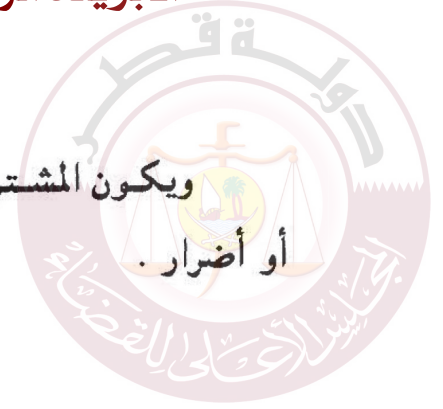 دولة قطر
ويكون المشتر
أو أضرار .
المجلس الأعلى للقضاء